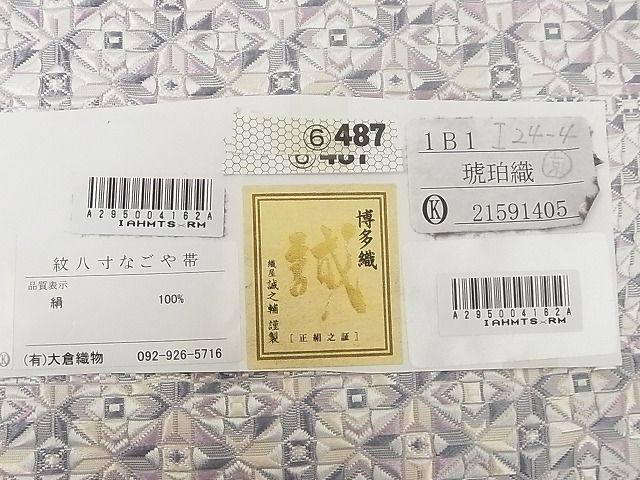 ⑥487
1B1 I24-4
琥珀織 京
Ⓚ 21591405
A295004162A
IAHMTS-RM
紋八寸なごや帯
品質表示
絹 100%
(有)大倉織物 092-926-5716
博多織
誠
織屋 誠之輔 謹製
[正絹之証]
A295004162A
IAHMTS-RM